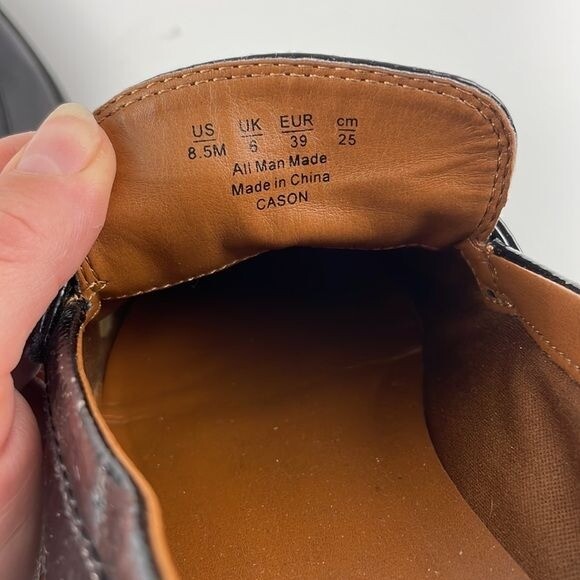 US UK EUR cm
8.5M 6 39 25
All Man Made
Made in China
CASON